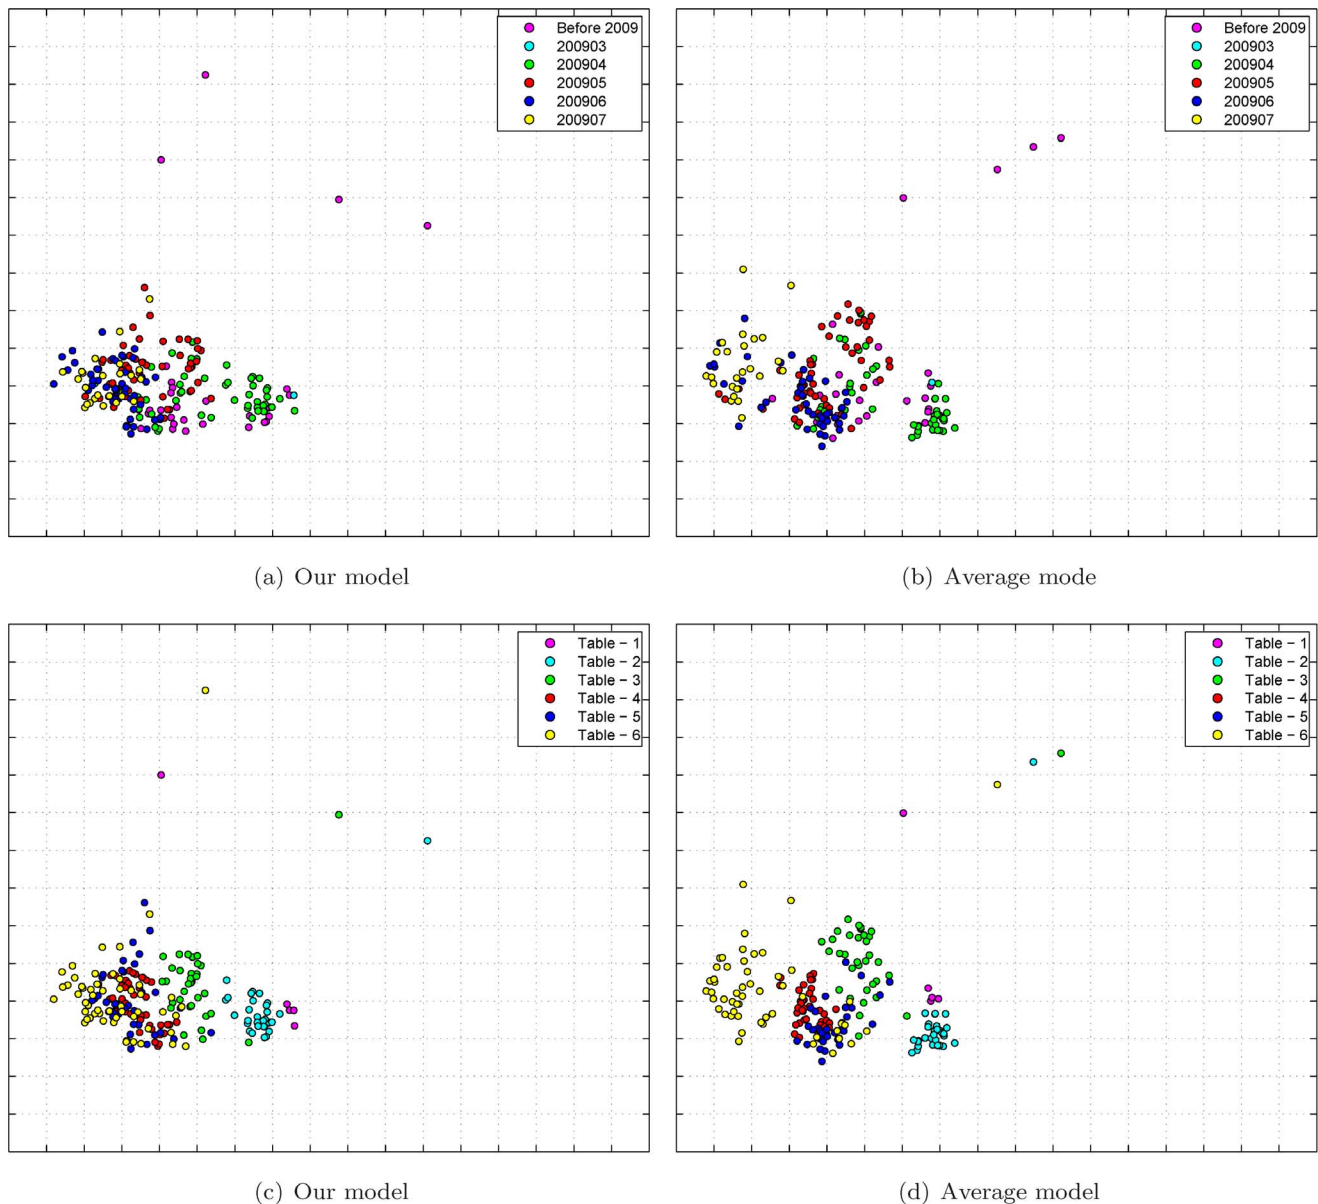 Before 2009
200903
200904
200905
200906
200907
Before 2009
200903
200904
200905
200906
200907
(a) Our model
(b) Average mode
Table - 1
Table - 2
Table - 3
Table - 4
Table - 5
Table - 6
Table - 1
Table - 2
Table - 3
Table - 4
Table - 5
Table - 6
(c) Our model
(d) Average model